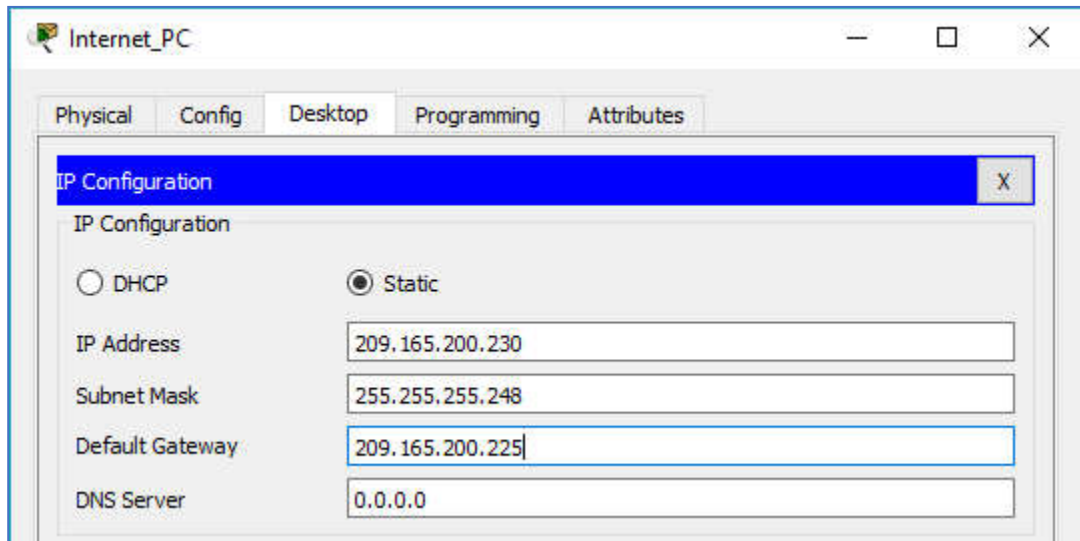 Internet_PC
Physical Config Desktop Programming Attributes
IP Configuration X
IP Configuration
DHCP Static
IP Address 209.165.200.230
Subnet Mask 255.255.255.248
Default Gateway 209.165.200.225
DNS Server 0.0.0.0